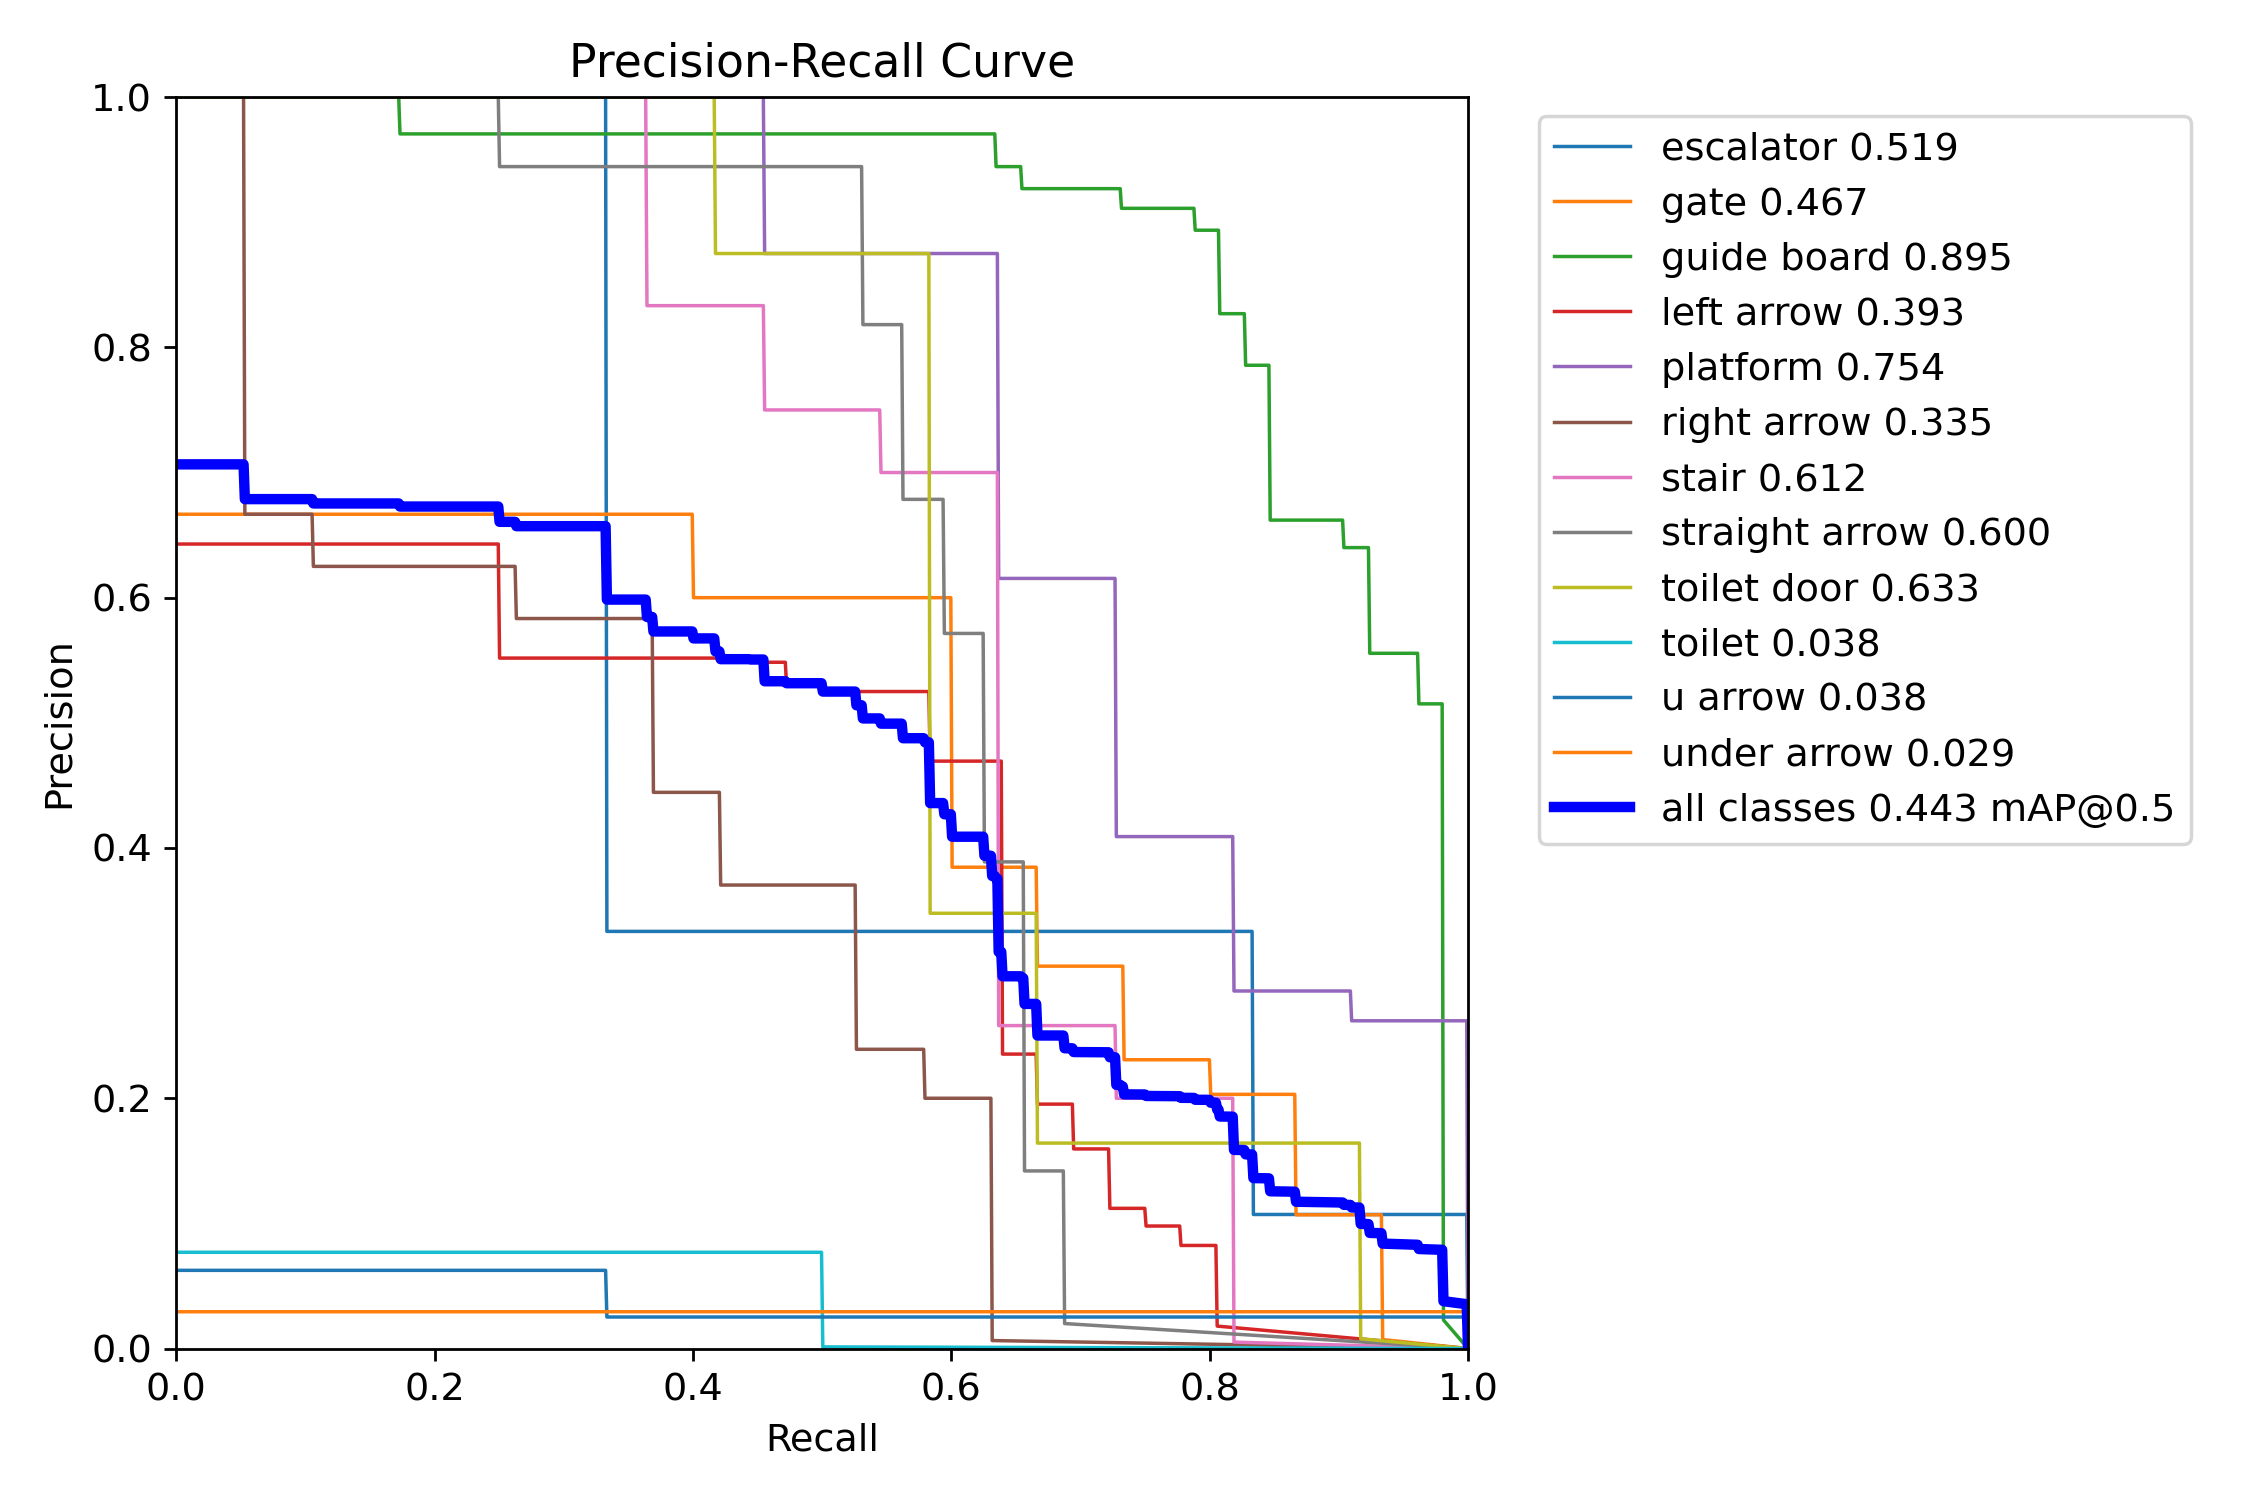 Precision-Recall Curve
1.0
0.8
0.6
0.4
0.2
0.0
Precision
0.0 0.2 0.4 0.6 0.8 1.0
Recall
escalator 0.519
gate 0.467
guide board 0.895
left arrow 0.393
platform 0.754
right arrow 0.335
stair 0.612
straight arrow 0.600
toilet door 0.633
toilet 0.038
u arrow 0.038
under arrow 0.029
all classes 0.443 mAP@0.5